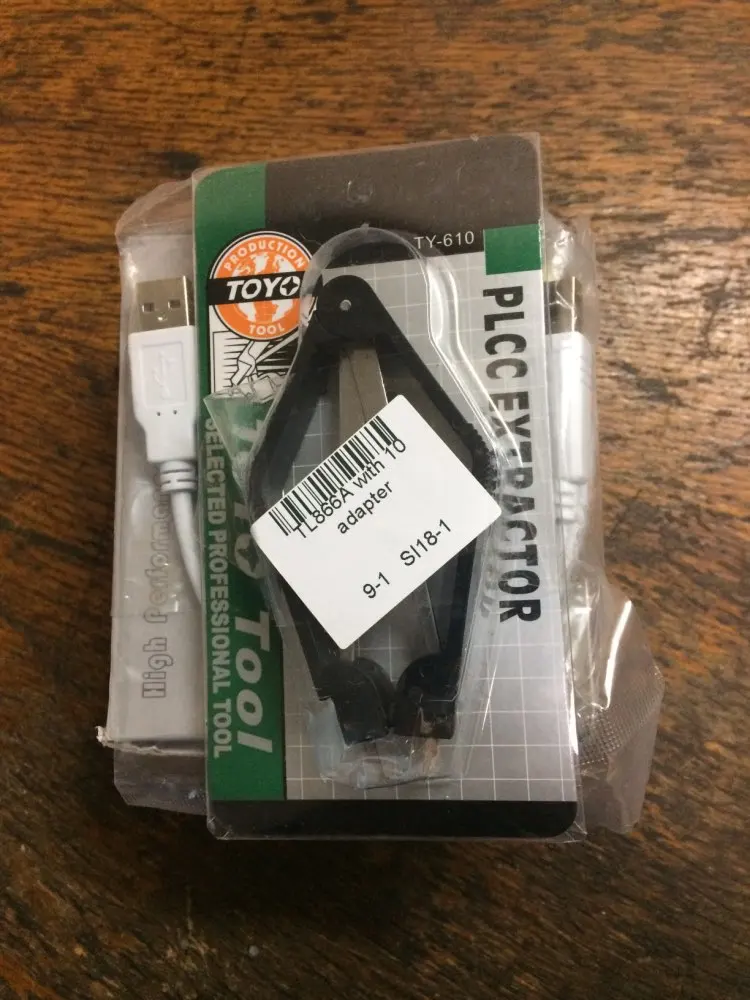 TY-610
PRODUCTION
TOYO
TOOL
PLCC EXTRACTOR
TL866A with 10
adapter
9-1 SI18-1
Tool
SELECTED PROFESSIONAL TOOL
High